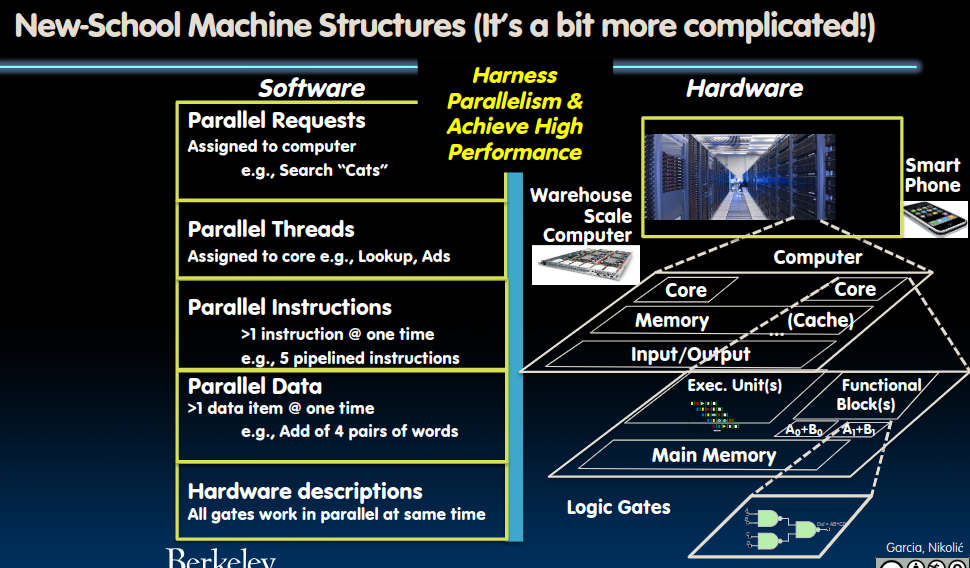 New-School Machine Structures (It's a bit more complicated!)
Software
Harness
Parallelism &
Achieve High
Performance
Hardware
Parallel Requests
Assigned to computer
e.g., Search "Cats"
Parallel Threads
Assigned to core e.g., Lookup, Ads
Parallel Instructions
>1 instruction @ one time
e.g., 5 pipelined instructions
Parallel Data
>1 data item @ one time
e.g., Add of 4 pairs of words
Hardware descriptions
All gates work in parallel at same time
Warehouse
Scale
Computer
Smart
Phone
Computer
Core
Core
Memory
... (Cache)
Input/Output
Exec. Unit(s)
Functional
Block(s)
A₀+B₀
A₁+B₁
Main Memory
Logic Gates
Garcia, Nikolić
Berkeley